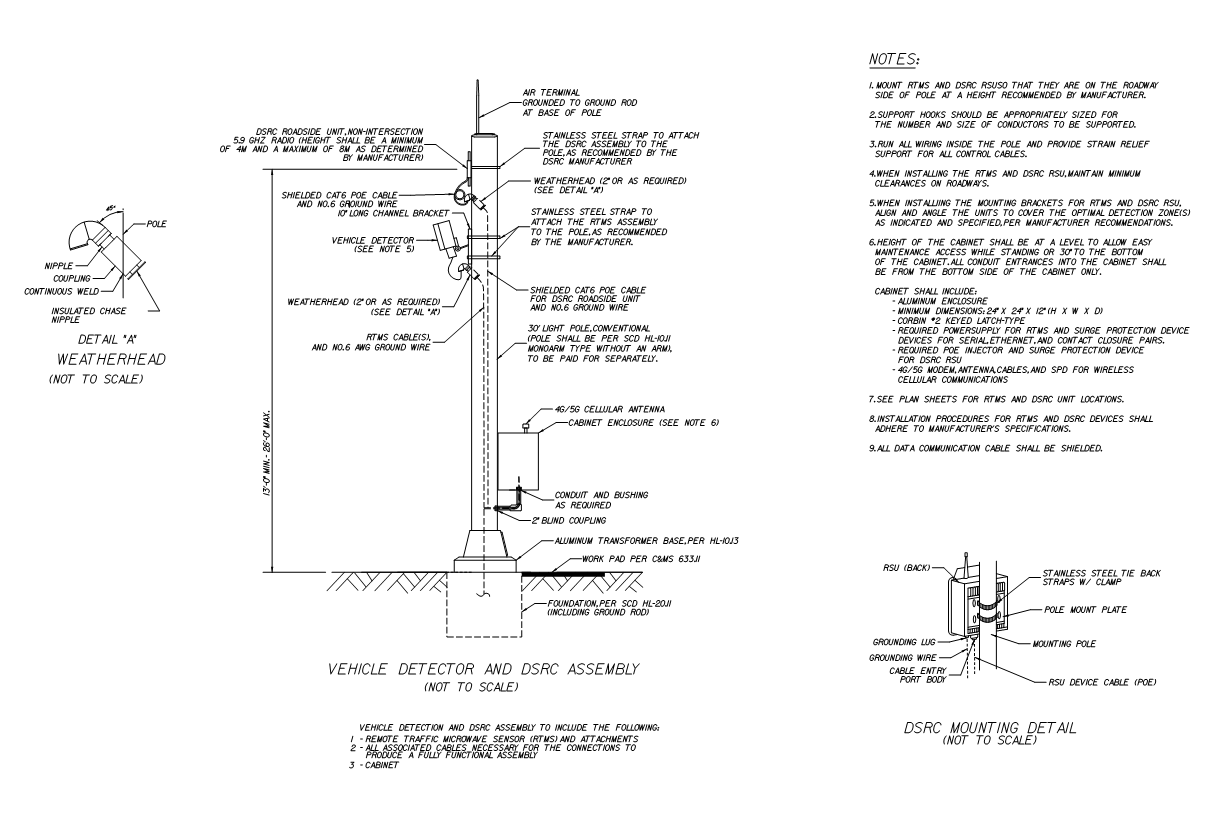 45°
POLE
NIPPLE
COUPLING
CONTINUOUS WELD
INSULATED CHASE
NIPPLE
DETAIL "A"
WEATHERHEAD
(NOT TO SCALE)
AIR TERMINAL
GROUNDED TO GROUND ROD
AT BASE OF POLE
DSRC ROADSIDE UNIT, NON-INTERSECTION
5.9 GHZ RADIO (HEIGHT SHALL BE A MINIMUM
OF 4M AND A MAXIMUM OF 8M AS DETERMINED
BY MANUFACTURER)
STAINLESS STEEL STRAP TO ATTACH
THE DSRC ASSEMBLY TO THE
POLE, AS RECOMMENDED BY THE
DSRC MANUFACTURER
WEATHERHEAD (2" OR AS REQUIRED)
(SEE DETAIL "A")
SHIELDED CAT6 POE CABLE
AND NO.6 GROUND WIRE
10" LONG CHANNEL BRACKET
STAINLESS STEEL STRAP TO
ATTACH THE RTMS ASSEMBLY
TO THE POLE, AS RECOMMENDED
BY THE MANUFACTURER.
VEHICLE DETECTOR
(SEE NOTE 5)
SHIELDED CAT6 POE CABLE
FOR DSRC ROADSIDE UNIT
AND NO.6 GROUND WIRE
WEATHERHEAD (2" OR AS REQUIRED)
(SEE DETAIL "A")
RTMS CABLE(S),
AND NO.6 AWG GROUND WIRE
30' LIGHT POLE, CONVENTIONAL
(POLE SHALL BE PER SCD HL-10.11
MONOARM TYPE WITHOUT AN ARM),
TO BE PAID FOR SEPARATELY.
13'-0" MIN. - 26'-0" MAX.
4G/5G CELLULAR ANTENNA
CABINET ENCLOSURE (SEE NOTE 6)
CONDUIT AND BUSHING
AS REQUIRED
2" BLIND COUPLING
ALUMINUM TRANSFORMER BASE, PER HL-10.13
WORK PAD PER C&MS 633.11
FOUNDATION, PER SCD HL-20.11
(INCLUDING GROUND ROD)
VEHICLE DETECTOR AND DSRC ASSEMBLY
(NOT TO SCALE)
VEHICLE DETECTION AND DSRC ASSEMBLY TO INCLUDE THE FOLLOWING:
1 - REMOTE TRAFFIC MICROWAVE SENSOR (RTMS) AND ATTACHMENTS
2 - ALL ASSOCIATED CABLES NECESSARY FOR THE CONNECTIONS TO
PRODUCE A FULLY FUNCTIONAL ASSEMBLY
3 - CABINET
NOTES:
1. MOUNT RTMS AND DSRC RSUSO THAT THEY ARE ON THE ROADWAY
SIDE OF POLE AT A HEIGHT RECOMMENDED BY MANUFACTURER.
2. SUPPORT HOOKS SHOULD BE APPROPRIATELY SIZED FOR
THE NUMBER AND SIZE OF CONDUCTORS TO BE SUPPORTED.
3. RUN ALL WIRING INSIDE THE POLE AND PROVIDE STRAIN RELIEF
SUPPORT FOR ALL CONTROL CABLES.
4. WHEN INSTALLING THE RTMS AND DSRC RSU, MAINTAIN MINIMUM
CLEARANCES ON ROADWAYS.
5. WHEN INSTALLIING THE MOUNTING BRACKETS FOR RTMS AND DSRC RSU,
ALIGN AND ANGLE THE UNITS TO COVER THE OPTIMAL DETECTION ZONE(S)
AS INDICATED AND SPECIFIED, PER MANUFACTURER RECOMMENDATIONS.
6. HEIGHT OF THE CABINET SHALL BE AT A LEVEL TO ALLOW EASY
MAINTENANCE ACCESS WHILE STANDING OR 30" TO THE BOTTOM
OF THE CABINET. ALL CONDUIT ENTRANCES INTO THE CABINET SHALL
BE FROM THE BOTTOM SIDE OF THE CABINET ONLY.
CABINET SHALL INCLUDE:
- ALUMINUM ENCLOSURE
- MINIMUM DIMENSIONS: 24" X 24" X 12" (H X W X D)
- CORBIN #2 KEYED LATCH-TYPE
- REQUIRED POWERSUPPLY FOR RTMS AND SURGE PROTECTION DEVICE
DEVICES FOR SERIAL, ETHERNET, AND CONTACT CLOSURE PAIRS.
- REQUIRED POE INJECTOR AND SURGE PROTECTION DEVICE
FOR DSRC RSU
- 4G/5G MODEM, ANTENNA, CABLES, AND SPD FOR WIRELESS
CELLULAR COMMUNICATIONS
7. SEE PLAN SHEETS FOR RTMS AND DSRC UNIT LOCATIONS.
8. INSTALLATION PROCEDURES FOR RTMS AND DSRC DEVICES SHALL
ADHERE TO MANUFACTURER'S SPECIFICATIONS.
9. ALL DATA COMMUNICATION CABLE SHALL BE SHIELDED.
RSU (BACK)
STAINLESS STEEL TIE BACK
STRAPS W/ CLAMP
POLE MOUNT PLATE
GROUNDING LUG
MOUNTING POLE
GROUNDING WIRE
CABLE ENTRY
PORT BODY
RSU DEVICE CABLE (POE)
DSRC MOUNTING DETAIL
(NOT TO SCALE)